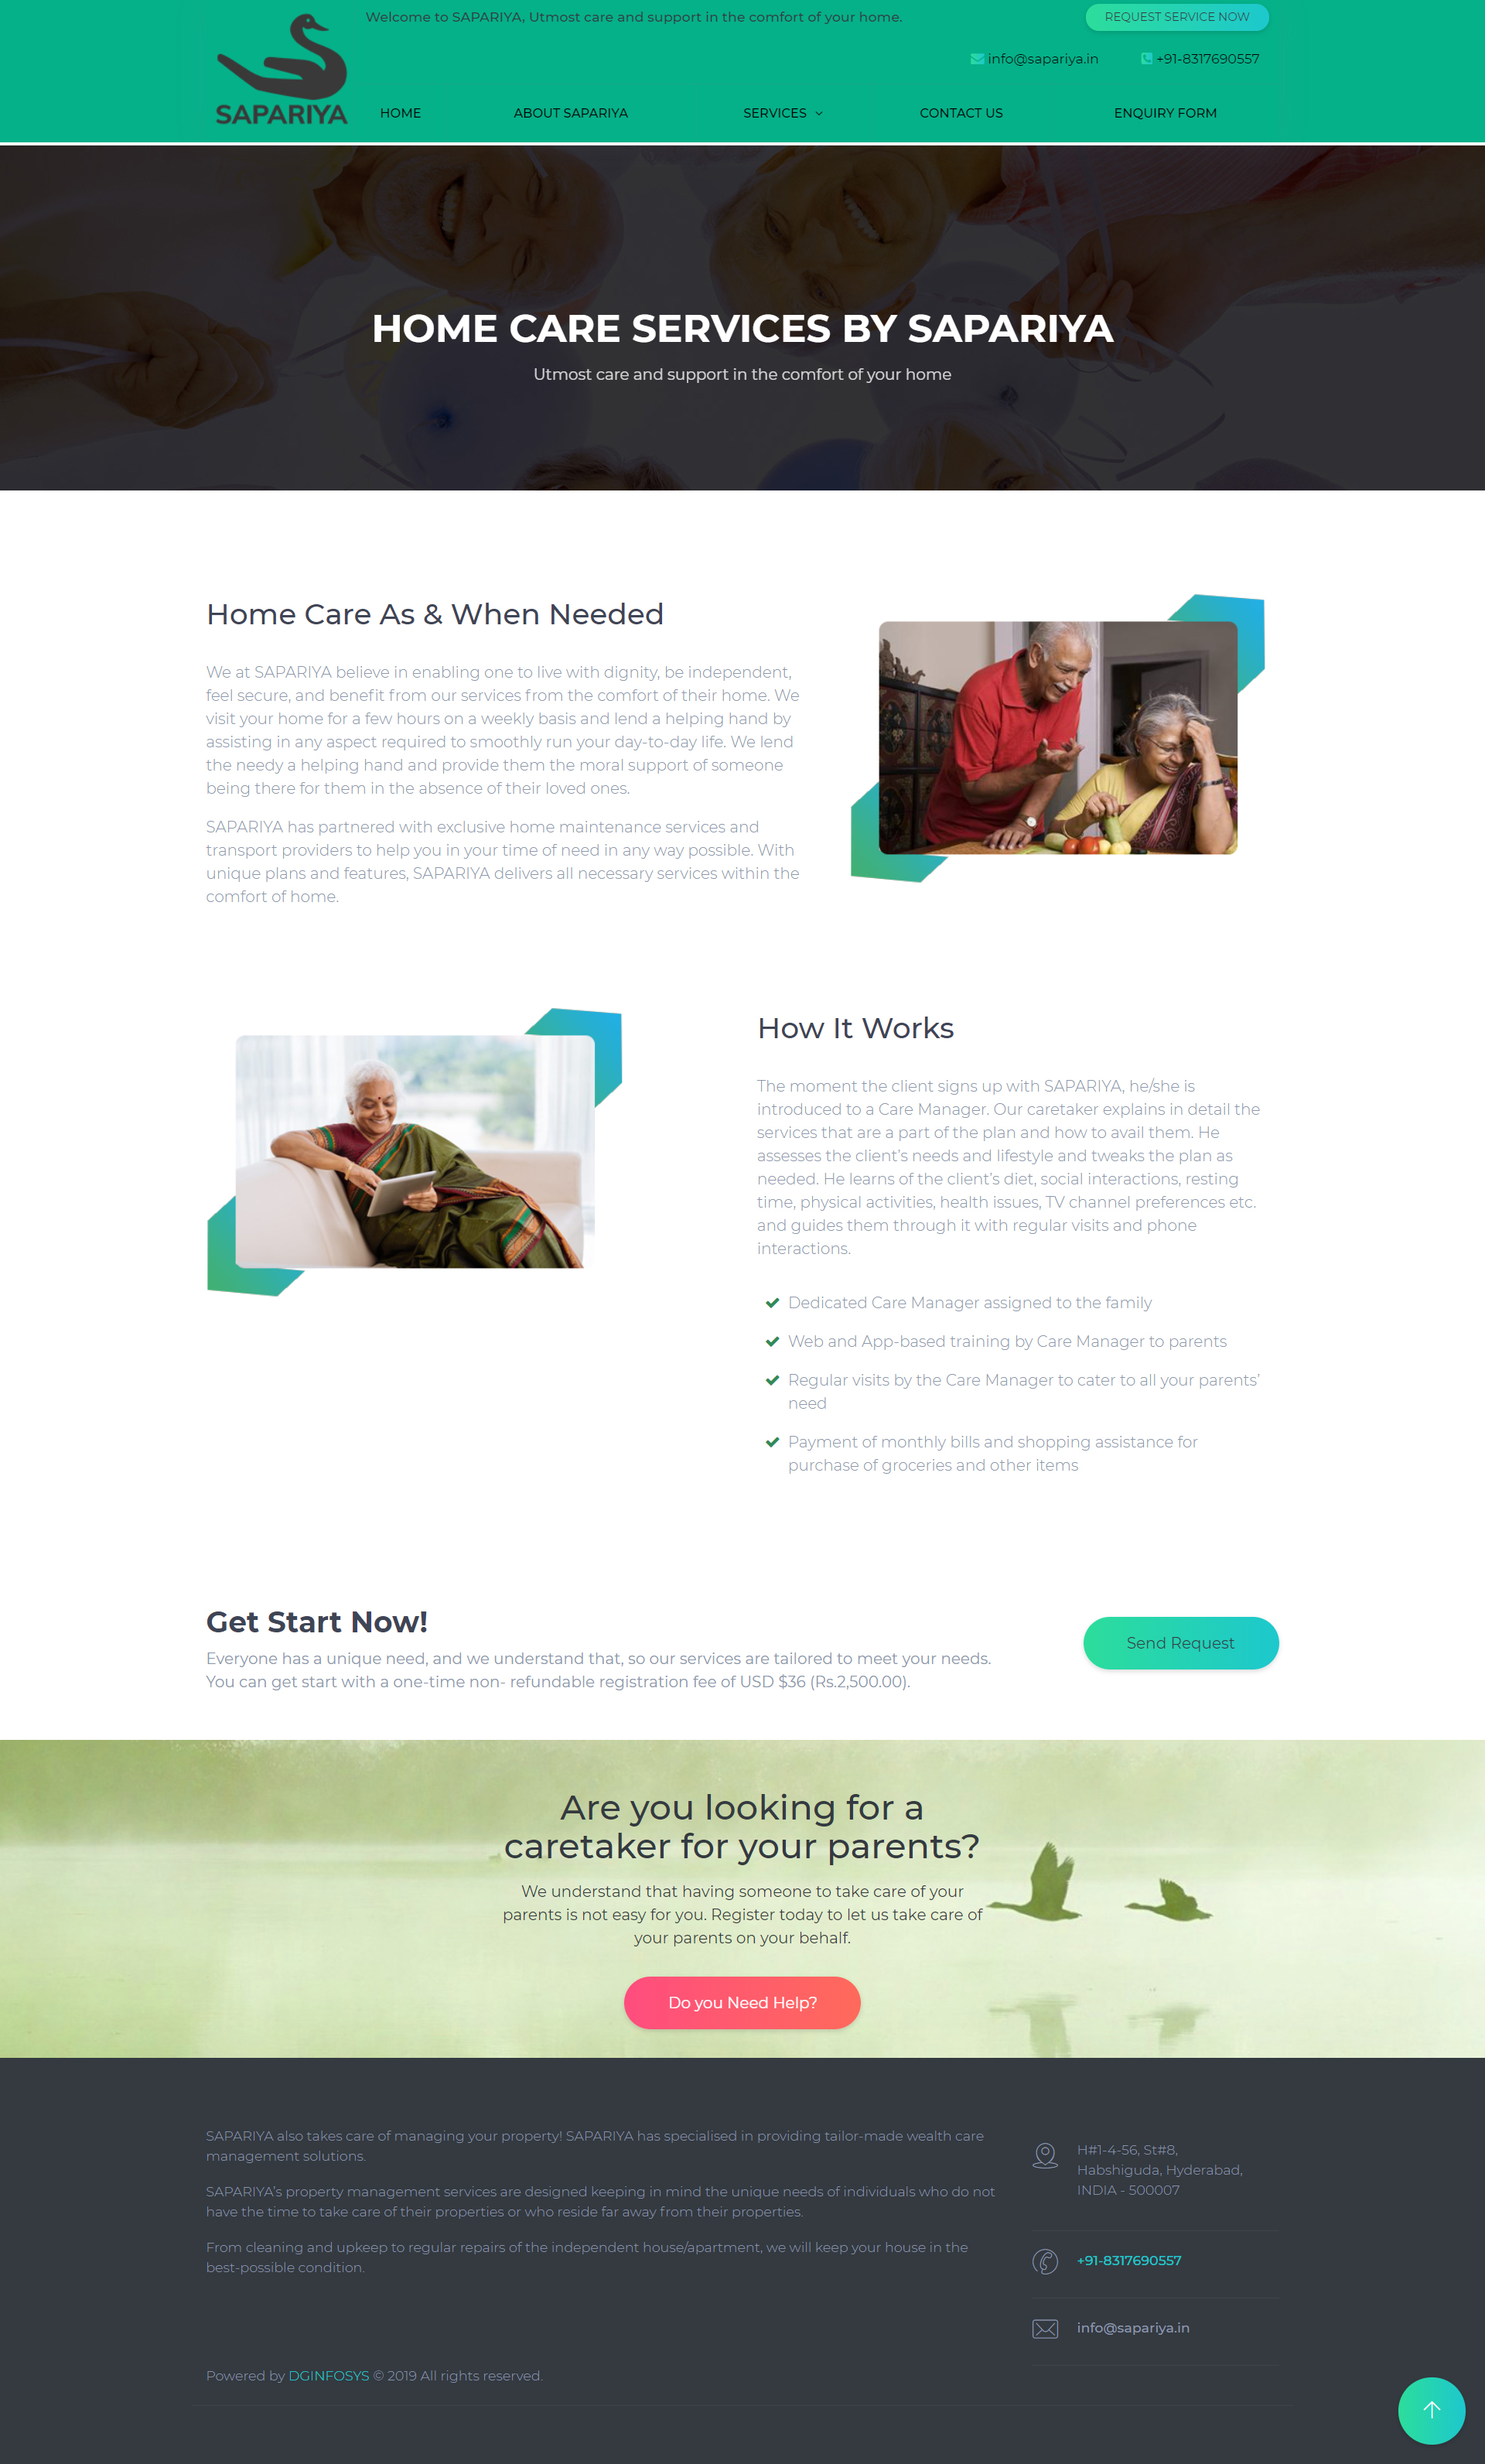 Welcome to SAPARIYA, Utmost care and support in the comfort of your home.
REQUEST SERVICE NOW
info@sapariya.in
+91-8317690557
SAPARIYA
HOME
ABOUT SAPARIYA
SERVICES
CONTACT US
ENQUIRY FORM
HOME CARE SERVICES BY SAPARIYA
Utmost care and support in the comfort of your home
Home Care As & When Needed
We at SAPARIYA believe in enabling one to live with dignity, be independent,
feel secure, and benefit from our services from the comfort of their home. We
visit your home for a few hours on a weekly basis and lend a helping hand by
assisting in any aspect required to smoothly run your day-to-day life. We lend
the needy a helping hand and provide them the moral support of someone
being there for them in the absence of their loved ones.
SAPARIYA has partnered with exclusive home maintenance services and
transport providers to help you in your time of need in any way possible. With
unique plans and features, SAPARIYA delivers all necessary services within the
comfort of home.
How It Works
The moment the client signs up with SAPARIYA, he/she is
introduced to a Care Manager. Our caretaker explains in detail the
services that are a part of the plan and how to avail them. He
assesses the client's needs and lifestyle and tweaks the plan as
needed. He learns of the client's diet, social interactions, resting
time, physical activities, health issues, TV channel preferences etc.
and guides them through it with regular visits and phone
interactions.
Dedicated Care Manager assigned to the family
Web and App-based training by Care Manager to parents
Regular visits by the Care Manager to cater to all your parents'
need
Payment of monthly bills and shopping assistance for
purchase of groceries and other items
Get Start Now!
Everyone has a unique need, and we understand that, so our services are tailored to meet your needs.
You can get start with a one-time non- refundable registration fee of USD $36 (Rs.2,500.00).
Send Request
Are you looking for a
caretaker for your parents?
We understand that having someone to take care of your
parents is not easy for you. Register today to let us take care of
your parents on your behalf.
Do you Need Help?
SAPARIYA also takes care of managing your property! SAPARIYA has specialised in providing tailor-made wealth care
management solutions.
SAPARIYA's property management services are designed keeping in mind the unique needs of individuals who do not
have the time to take care of their properties or who reside far away from their properties.
From cleaning and upkeep to regular repairs of the independent house/apartment, we will keep your house in the
best-possible condition.
H#1-4-56, St#8,
Habshiguda, Hyderabad,
INDIA - 500007
+91-8317690557
info@sapariya.in
Powered by DGINFOSYS © 2019 All rights reserved.